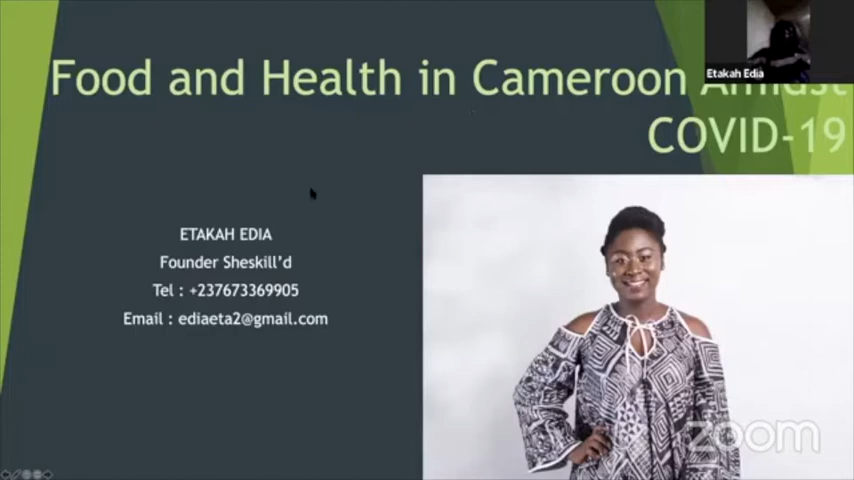 Etakah Edia
Food and Health in Cameroon Amidst
COVID-19
ETAKAH EDIA
Founder Sheskill’d
Tel : +237673369905
Email : ediaeta2@gmail.com
zoom